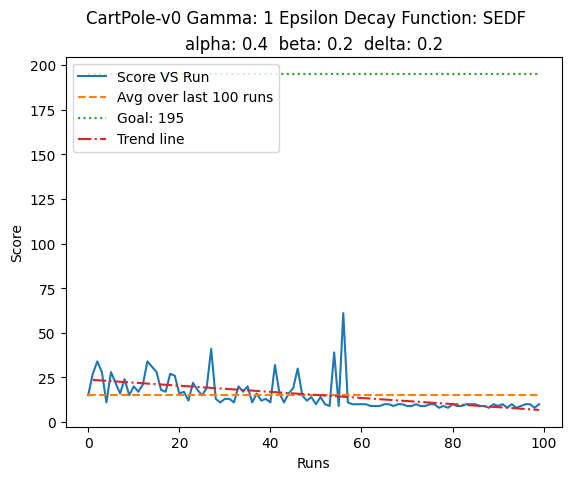 CartPole-v0 Gamma: 1 Epsilon Decay Function: SEDF
alpha: 0.4  beta: 0.2  delta: 0.2
Score VS Run
Avg over last 100 runs
Goal: 195
Trend line
200
175
150
125
100
75
50
25
0
Score
0 20 40 60 80 100
Runs